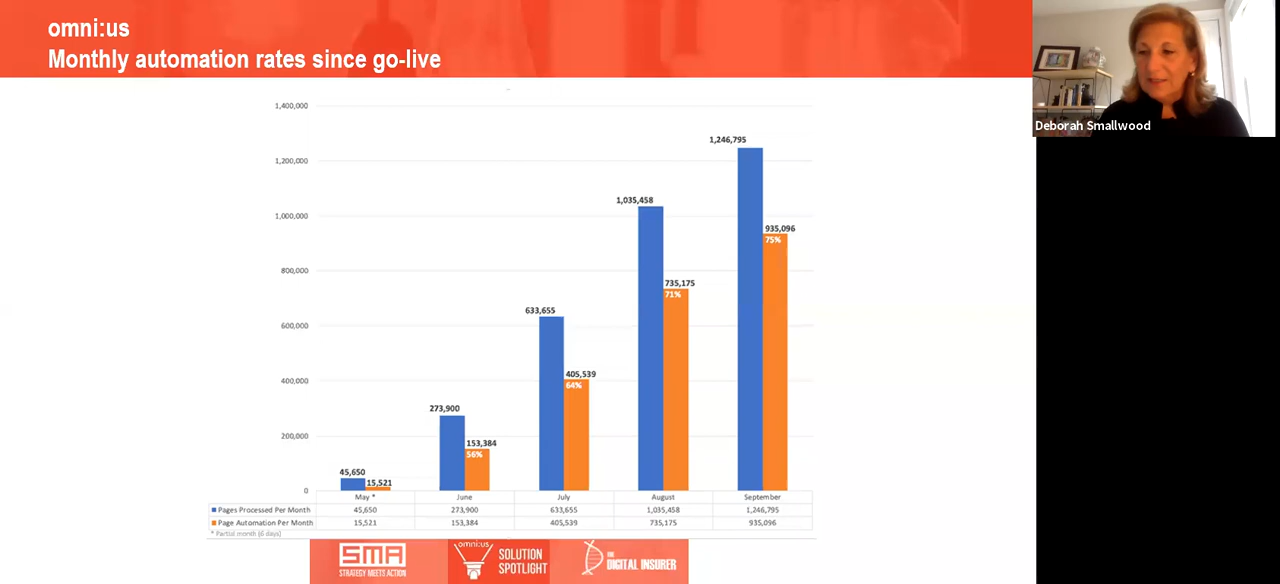 omni:us
Monthly automation rates since go-live
Deborah Smallwood
1,400,000
1,200,000
1,000,000
800,000
600,000
400,000
200,000
0
45,650
15,521
273,900
153,384
56%
633,655
405,539
64%
1,035,458
735,175
71%
1,246,795
935,096
75%
May * June July August September
Pages Processed Per Month 45,650 273,900 633,655 1,035,458 1,246,795
Page Automation Per Month 15,521 153,384 405,539 735,175 935,096
* Partial month (6 days)
SMA
STRATEGY MEETS ACTION
omni:us
SOLUTION
SPOTLIGHT
THE
DIGITAL INSURER